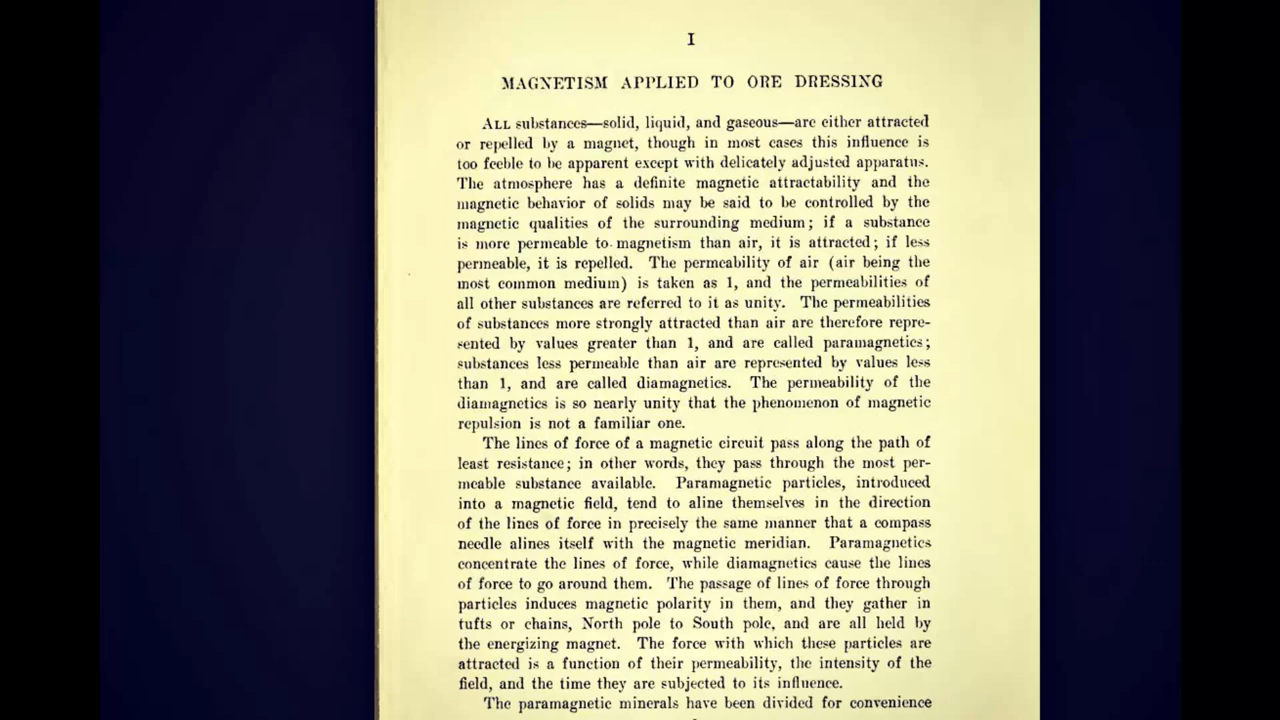 I
MAGNETISM APPLIED TO ORE DRESSING
ALL substances—solid, liquid, and gaseous—are either attracted
or repelled by a magnet, though in most cases this influence is
too feeble to be apparent except with delicately adjusted apparatus.
The atmosphere has a definite magnetic attractability and the
magnetic behavior of solids may be said to be controlled by the
magnetic qualities of the surrounding medium; if a substance
is more permeable to magnetism than air, it is attracted; if less
permeable, it is repelled. The permeability of air (air being the
most common medium) is taken as 1, and the permeabilities of
all other substances are referred to it as unity. The permeabilities
of substances more strongly attracted than air are therefore repre-
sented by values greater than 1, and are called paramagnetics;
substances less permeable than air are represented by values less
than 1, and are called diamagnetics. The permeability of the
diamagnetics is so nearly unity that the phenomenon of magnetic
repulsion is not a familiar one.
The lines of force of a magnetic circuit pass along the path of
least resistance; in other words, they pass through the most per-
meable substance available. Paramagnetic particles, introduced
into a magnetic field, tend to aline themselves in the direction
of the lines of force in precisely the same manner that a compass
needle alines itself with the magnetic meridian. Paramagnetics
concentrate the lines of force, while diamagnetics cause the lines
of force to go around them. The passage of lines of force through
particles induces magnetic polarity in them, and they gather in
tufts or chains, North pole to South pole, and are all held by
the energizing magnet. The force with which these particles are
attracted is a function of their permeability, the intensity of the
field, and the time they are subjected to its influence.
The paramagnetic minerals have been divided for convenience